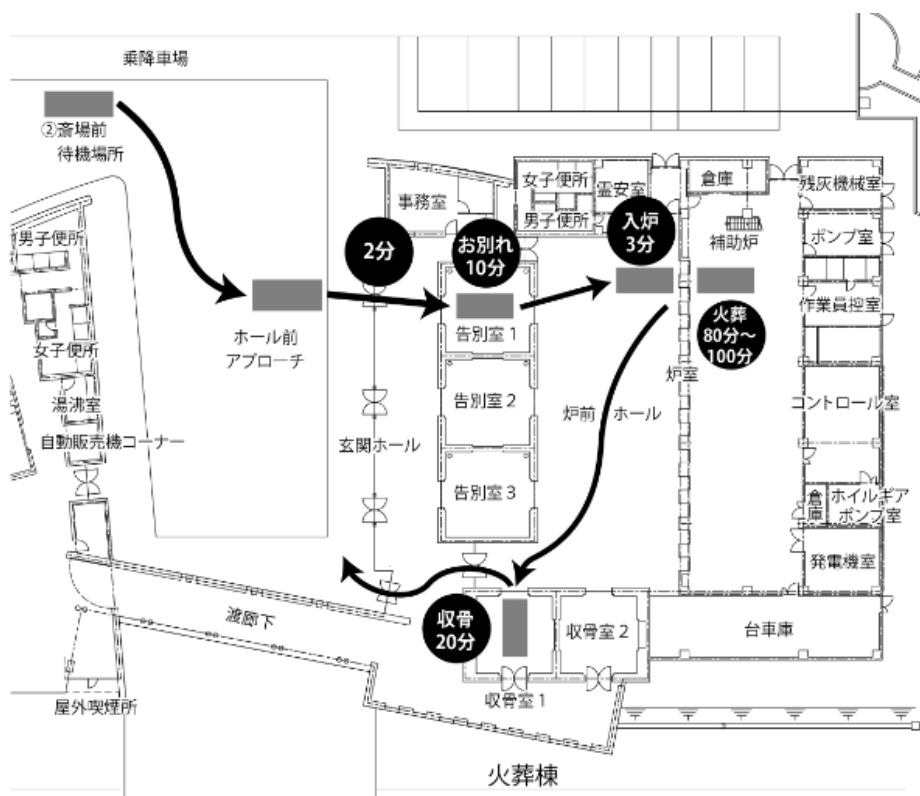 乗降車場
②斎場前
待機場所
男子便所
女子便所
湯沸室
自動販売機コーナー
ホール前
アプローチ
事務室
女子便所
男子便所
霊安室
倉庫
残灰機械室
2分
お別れ
10分
入炉
3分
補助炉
ポンプ室
告別室1
火葬
80分～
100分
作業員控室
炉室
告別室2
炉前 ホール
コントロール室
玄関ホール
告別室3
倉庫
ホイルギア
ポンプ室
発電機室
渡廊下
収骨
20分
収骨室2
台車庫
収骨室1
屋外喫煙所
火葬棟